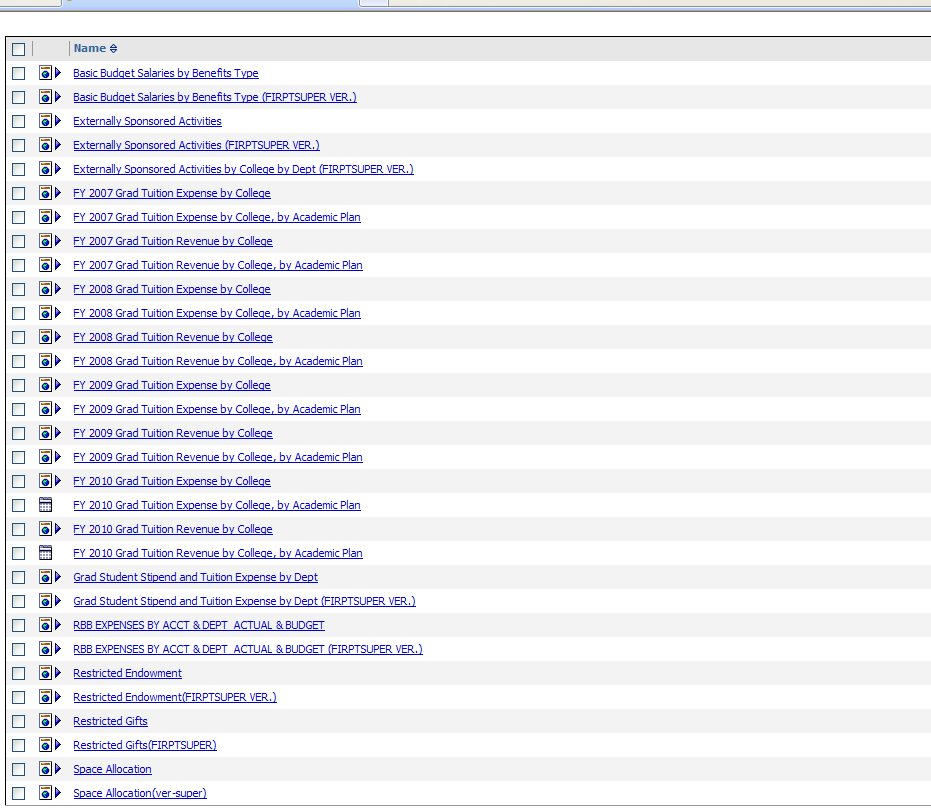 Name
Basic Budget Salaries by Benefits Type
Basic Budget Salaries by Benefits Type (FIRPTSUPER VER.)
Externally Sponsored Activities
Externally Sponsored Activities (FIRPTSUPER VER.)
Externally Sponsored Activities by College by Dept (FIRPTSUPER VER.)
FY 2007 Grad Tuition Expense by College
FY 2007 Grad Tuition Expense by College, by Academic Plan
FY 2007 Grad Tuition Revenue by College
FY 2007 Grad Tuition Revenue by College, by Academic Plan
FY 2008 Grad Tuition Expense by College
FY 2008 Grad Tuition Expense by College, by Academic Plan
FY 2008 Grad Tuition Revenue by College
FY 2008 Grad Tuition Revenue by College, by Academic Plan
FY 2009 Grad Tuition Expense by College
FY 2009 Grad Tuition Expense by College, by Academic Plan
FY 2009 Grad Tuition Revenue by College
FY 2009 Grad Tuition Revenue by College, by Academic Plan
FY 2010 Grad Tuition Expense by College
FY 2010 Grad Tuition Expense by College, by Academic Plan
FY 2010 Grad Tuition Revenue by College
FY 2010 Grad Tuition Revenue by College, by Academic Plan
Grad Student Stipend and Tuition Expense by Dept
Grad Student Stipend and Tuition Expense by Dept (FIRPTSUPER VER.)
RBB EXPENSES BY ACCT & DEPT  ACTUAL & BUDGET
RBB EXPENSES BY ACCT & DEPT  ACTUAL & BUDGET (FIRPTSUPER VER.)
Restricted Endowment
Restricted Endowment(FIRPTSUPER VER.)
Restricted Gifts
Restricted Gifts(FIRPTSUPER)
Space Allocation
Space Allocation(ver-super)